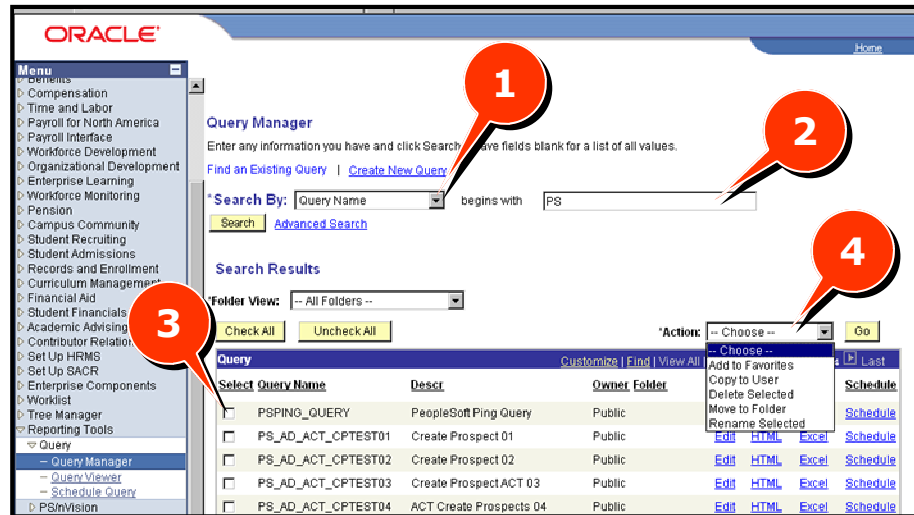 ORACLE'
Home
Menu
Benefits
Compensation
Time and Labor
Payroll for North America
Payroll Interface
Workforce Development
Organizational Development
Enterprise Learning
Workforce Monitoring
Pension
Campus Community
Student Recruiting
Student Admissions
Records and Enrollment
Curriculum Management
Financial Aid
Student Financials
Academic Advising
Contributor Relation
Set Up HRMS
Set Up SACR
Enterprise Components
Worklist
Tree Manager
Reporting Tools
Query
Query Manager
Query Viewer
Schedule Query
PS/nVision
1
2
3
4
Query Manager
Enter any information you have and click Search. fields blank for a list of all values.
Find an Existing Query | Create New Query
*Search By: Query Name begins with PS
Search Advanced Search
Search Results
*Folder View: -- All Folders --
Check All Uncheck All *Action: -- Choose -- Go
-- Choose --
Add to Favorites
Copy to User
Delete Selected
Move to Folder
Rename Selected
Query Customize | Find | View All Last
Select Query Name Descr Owner Folder Schedule
PSPING_QUERY PeopleSoft Ping Query Public Schedule
PS_AD_ACT_CPTEST01 Create Prospect 01 Public Edit HTML Excel Schedule
PS_AD_ACT_CPTEST02 Create Prospect 02 Public Edit HTML Excel Schedule
PS_AD_ACT_CPTEST03 Create Prospect ACT 03 Public Edit HTML Excel Schedule
PS_AD_ACT_CPTEST04 ACT Create Prospects 04 Public Edit HTML Excel Schedule